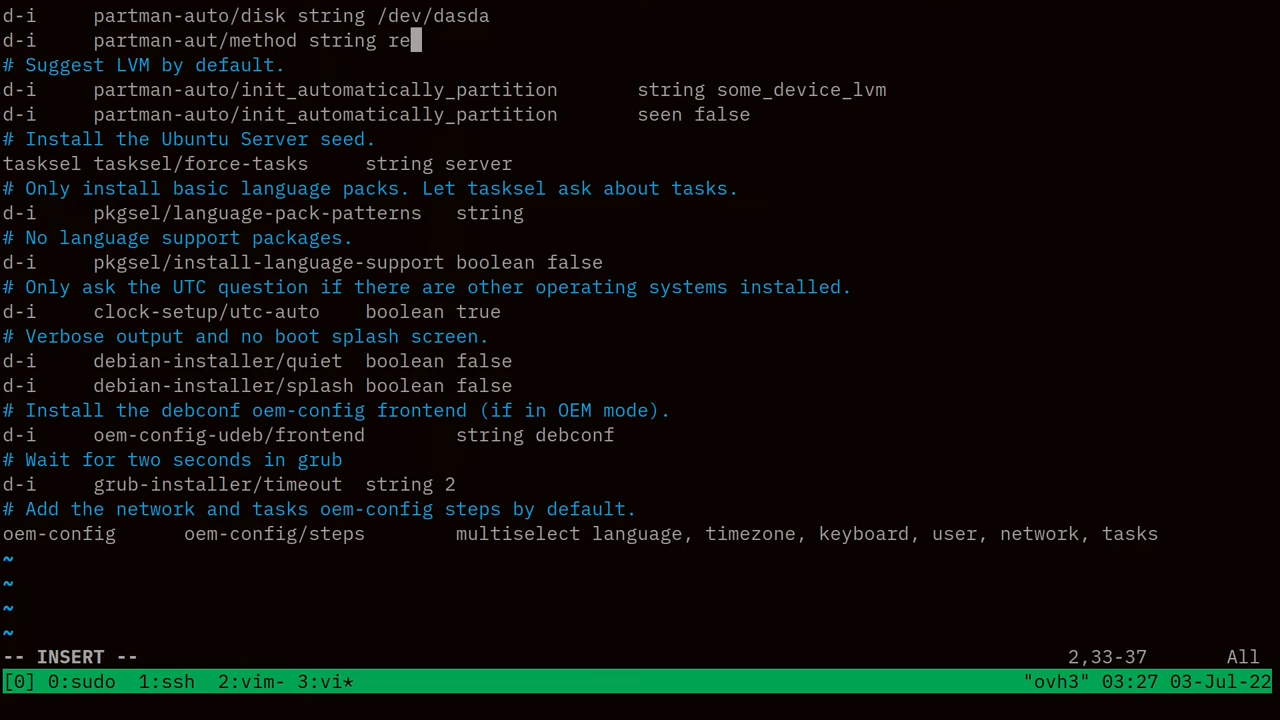 d-i     partman-auto/disk string /dev/dasda
d-i     partman-aut/method string re
# Suggest LVM by default.
d-i     partman-auto/init_automatically_partition       string some_device_lvm
d-i     partman-auto/init_automatically_partition       seen false
# Install the Ubuntu Server seed.
tasksel tasksel/force-tasks     string server
# Only install basic language packs. Let tasksel ask about tasks.
d-i     pkgsel/language-pack-patterns   string
# No language support packages.
d-i     pkgsel/install-language-support boolean false
# Only ask the UTC question if there are other operating systems installed.
d-i     clock-setup/utc-auto    boolean true
# Verbose output and no boot splash screen.
d-i     debian-installer/quiet  boolean false
d-i     debian-installer/splash boolean false
# Install the debconf oem-config frontend (if in OEM mode).
d-i     oem-config-udeb/frontend        string debconf
# Wait for two seconds in grub
d-i     grub-installer/timeout  string 2
# Add the network and tasks oem-config steps by default.
oem-config      oem-config/steps        multiselect language, timezone, keyboard, user, network, tasks
~
~
~
~
-- INSERT --                                                                  2,33-37       All
[0] 0:sudo  1:ssh  2:vim- 3:vi*                                           "ovh3" 03:27 03-Jul-22